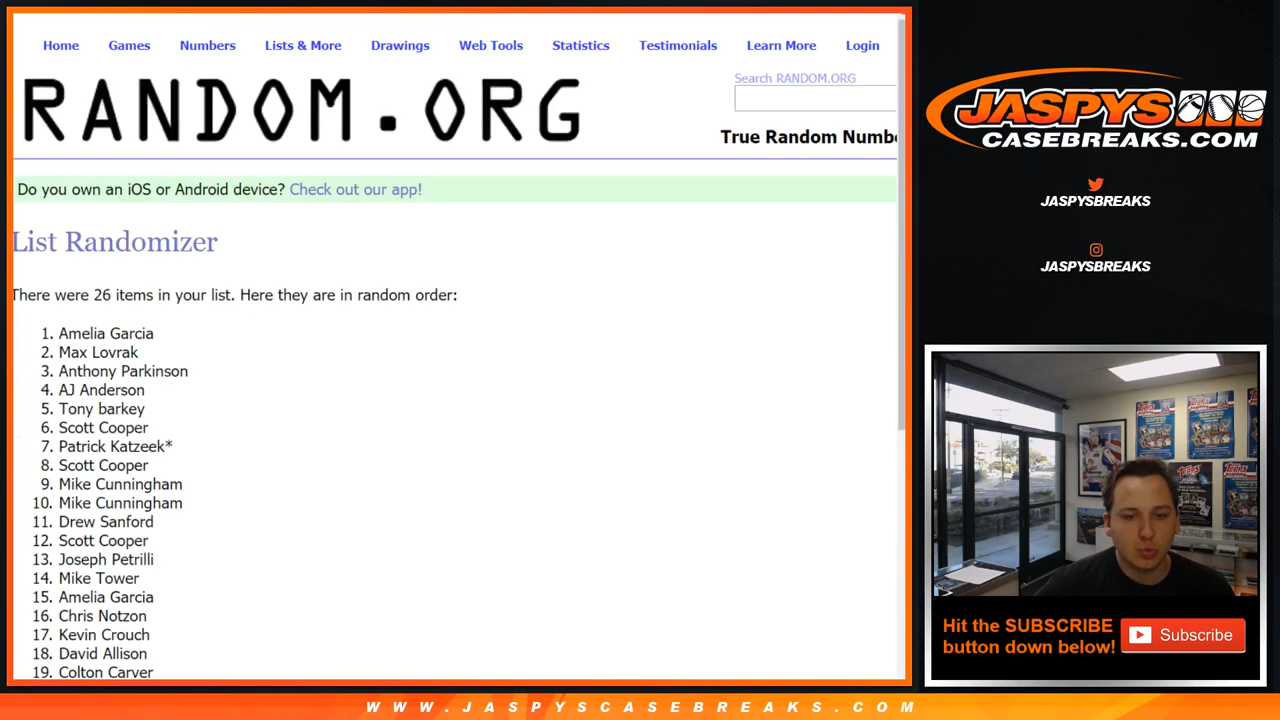 Home Games Numbers Lists & More Drawings Web Tools Statistics Testimonials Learn More Login
RANDOM.ORG
Search RANDOM.ORG
True Random Numbe
Do you own an iOS or Android device? Check out our app!
List Randomizer
There were 26 items in your list. Here they are in random order:
1. Amelia Garcia
2. Max Lovrak
3. Anthony Parkinson
4. AJ Anderson
5. Tony barkey
6. Scott Cooper
7. Patrick Katzeek*
8. Scott Cooper
9. Mike Cunningham
10. Mike Cunningham
11. Drew Sanford
12. Scott Cooper
13. Joseph Petrilli
14. Mike Tower
15. Amelia Garcia
16. Chris Notzon
17. Kevin Crouch
18. David Allison
19. Colton Carver
JASPYS
CASEBREAKS.COM
JASPYSBREAKS
JASPYSBREAKS
Topps
Hit the SUBSCRIBE
button down below!
Subscribe
WWW.JASPYSCASEBREAKS.COM